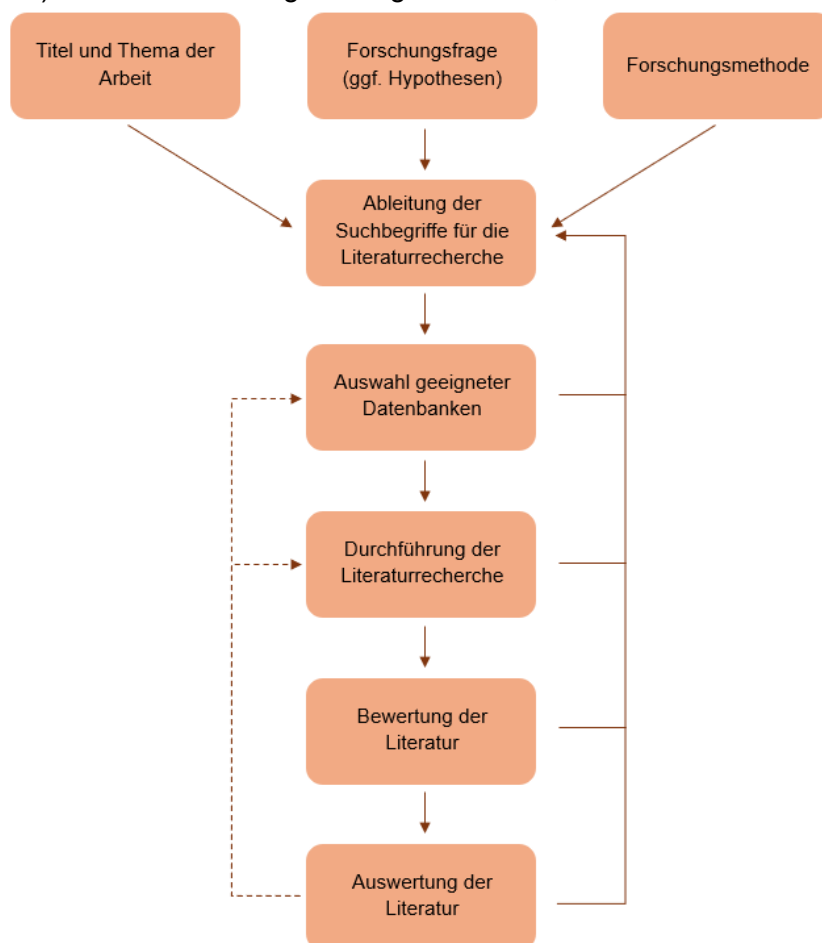 Titel und Thema der
Arbeit
Forschungsfrage
(ggf. Hypothesen)
Forschungsmethode
Ableitung der
Suchbegriffe für die
Literaturrecherche
Auswahl geeigneter
Datenbanken
Durchführung der
Literaturrecherche
Bewertung der
Literatur
Auswertung der
Literatur